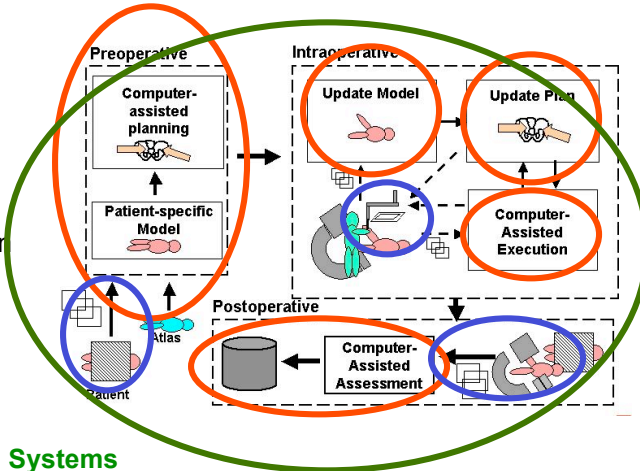 Preoperative
Computer-
assisted
planning
Patient-specific
Model
Atlas
Patient
Intraoperative
Update Model
Update Plan
Computer-
Assisted
Execution
Postoperative
Computer-
Assisted
Assessment
Systems